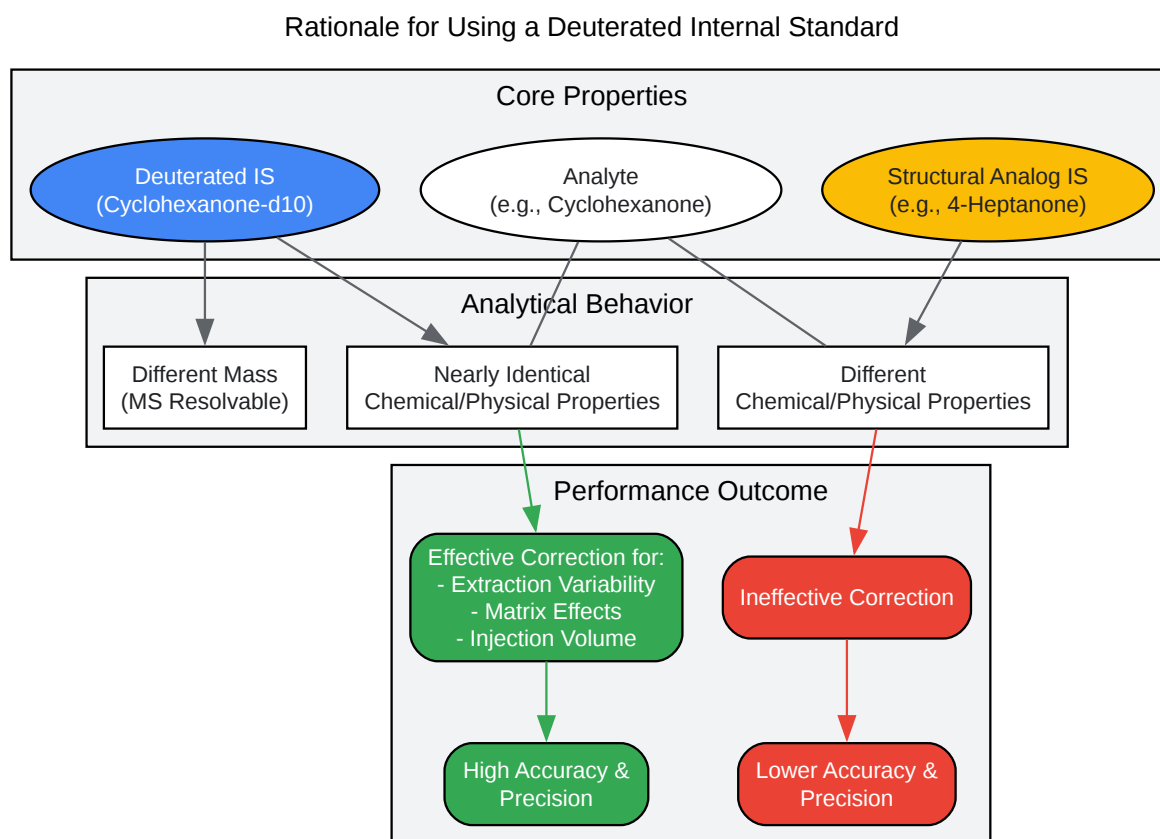 Rationale for Using a Deuterated Internal Standard
Core Properties
Deuterated IS
(Cyclohexanone-d10)
Analyte
(e.g., Cyclohexanone)
Structural Analog IS
(e.g., 4-Heptanone)
Analytical Behavior
Different Mass
(MS Resolvable)
Nearly Identical
Chemical/Physical Properties
Different
Chemical/Physical Properties
Performance Outcome
Effective Correction for:
- Extraction Variability
- Matrix Effects
- Injection Volume
Ineffective Correction
High Accuracy &
Precision
Lower Accuracy &
Precision